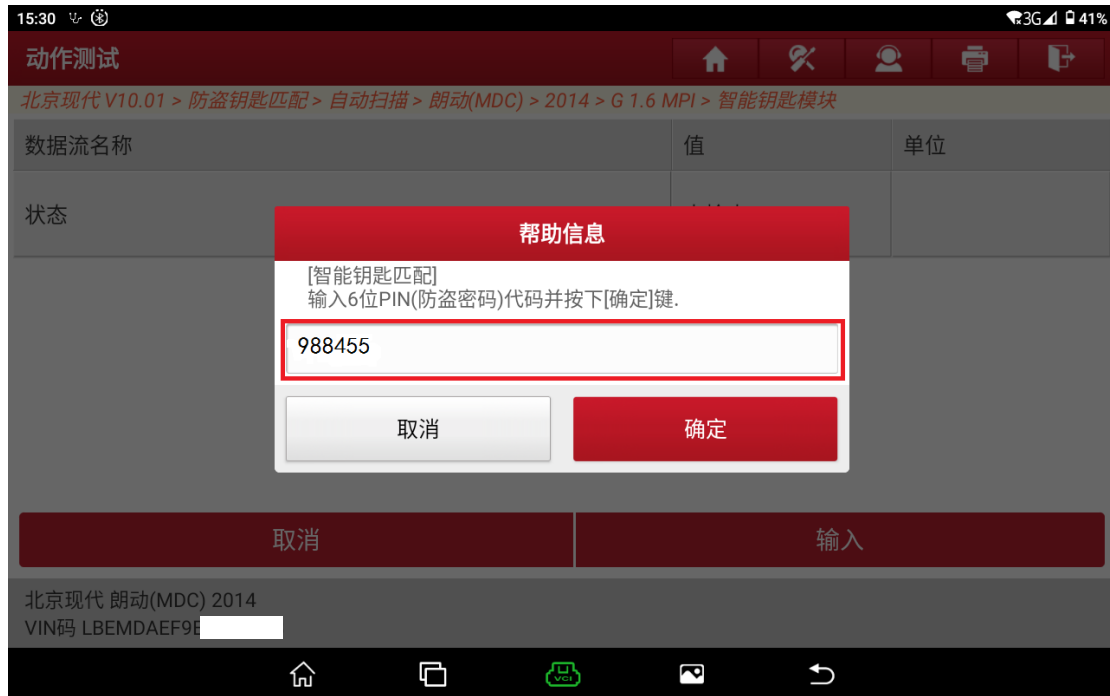 15:30
3G 41%
动作测试
北京现代 V10.01 > 防盗钥匙匹配 > 自动扫描 > 朗动(MDC) > 2014 > G 1.6 MPI > 智能钥匙模块
数据流名称 值 单位
状态
帮助信息
[智能钥匙匹配]
输入6位PIN(防盗密码)代码并按下[确定]键.
988455
取消 确定
取消 输入
北京现代 朗动(MDC) 2014
VIN码 LBEMDAEF9E
VCI